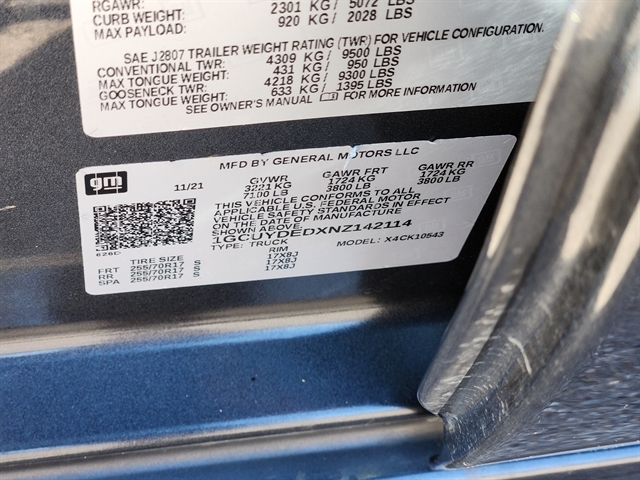 RGAWR: 2301 KG / 5072 LBS
CURB WEIGHT: 920 KG / 2028 LBS
MAX PAYLOAD:
SAE J2807 TRAILER WEIGHT RATING (TWR) FOR VEHICLE CONFIGURATION.
CONVENTIONAL TWR: 4309 KG / 9500 LBS
MAX TONGUE WEIGHT: 431 KG / 950 LBS
GOOSENECK TWR: 4218 KG / 9300 LBS
MAX TONGUE WEIGHT: 633 KG / 1395 LBS
SEE OWNER'S MANUAL FOR MORE INFORMATION
MFD BY GENERAL MOTORS LLC
gm 11/21 GVWR GAWR FRT GAWR RR
3221 KG 1724 KG 1724 KG
7100 LB 3800 LB 3800 LB
THIS VEHICLE CONFORMS TO ALL
APPLICABLE U.S. FEDERAL MOTOR
VEHICLE SAFETY STANDARDS IN EFFECT
ON THE DATE OF MANUFACTURE
SHOWN ABOVE.
1GCUYDEDXNZ142114
TYPE: TRUCK MODEL: X4CK10543
TIRE SIZE RIM
FRT 255/70R17 S 17X8J
RR 255/70R17 S 17X8J
SPA 255/70R17 S 17X8J